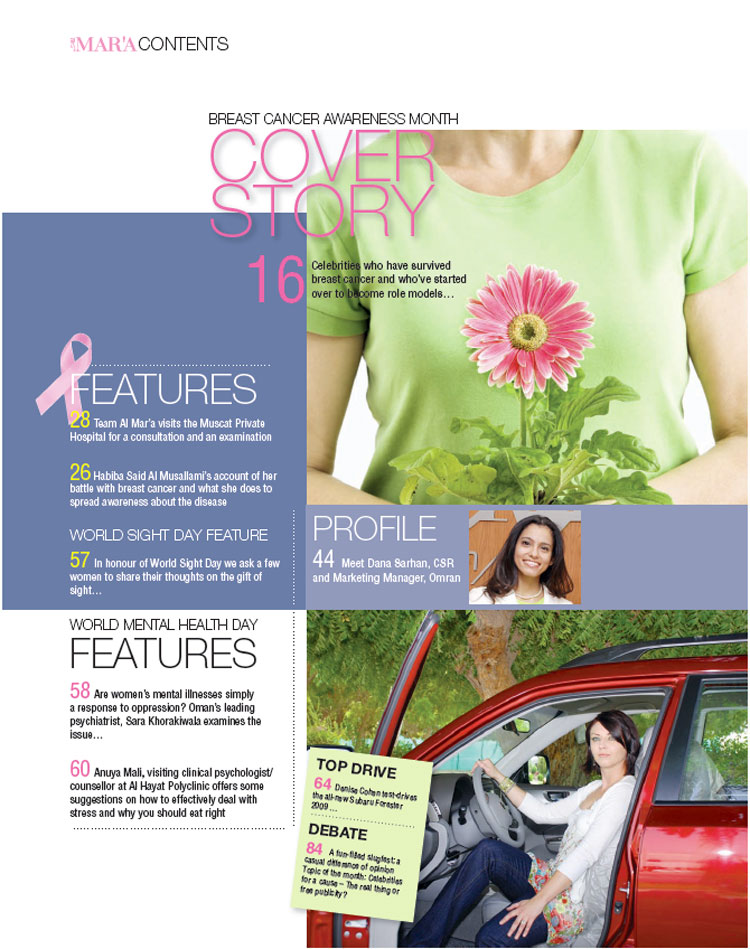 MAR'A CONTENTS
BREAST CANCER AWARENESS MONTH
COVER
STORY
16
Celebrities who have survived
breast cancer and who've started
over to become role models…
FEATURES
28 Team Al Mar'a visits the Muscat Private
Hospital for a consultation and an examination
26 Habiba Said Al Musallami's account of her
battle with breast cancer and what she does to
spread awareness about the disease
WORLD SIGHT DAY FEATURE
57 In honour of World Sight Day we ask a few
women to share their thoughts on the gift of
sight…
PROFILE
44 Meet Dana Sarhan, CSR
and Marketing Manager, Omran
WORLD MENTAL HEALTH DAY
FEATURES
58 Are women's mental illnesses simply
a response to oppression? Oman's leading
psychiatrist, Sara Khorakiwala examines the
issue…
60 Anuya Mali, visiting clinical psychologist/
counsellor at Al Hayat Polyclinic offers some
suggestions on how to effectively deal with
stress and why you should eat right
TOP DRIVE
64 Denise Cohen test-drives
the all-new Subaru Forester
2009…
DEBATE
84 A fun-filled slugfest: a
casual difference of opinion
Topic of the month: Celebrities
for a cause – The real thing or
free publicity?